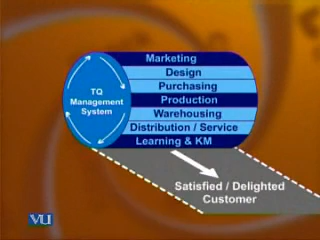 Marketing
Design
Purchasing
Production
Warehousing
Distribution / Service
Learning & KM
TQ
Management
System
Satisfied / Delighted
Customer
VU